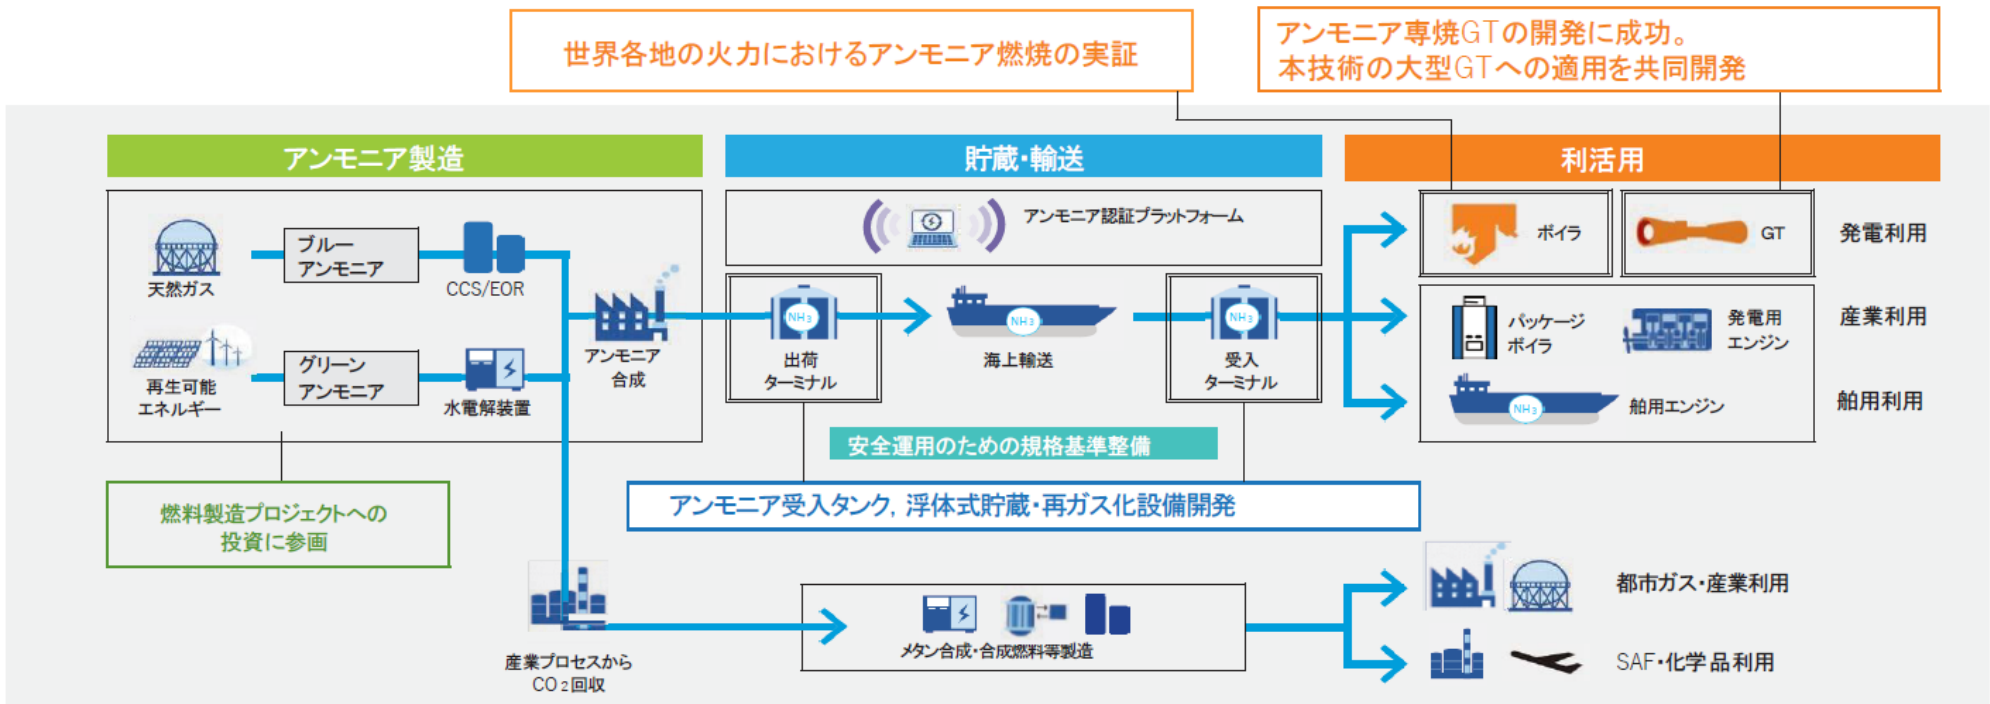 世界各地の火力におけるアンモニア燃焼の実証
アンモニア専焼GTの開発に成功。
本技術の大型GTへの適用を共同開発
アンモニア製造
貯蔵・輸送
利活用
天然ガス
ブルー
アンモニア
CCS/EOR
再生可能
エネルギー
グリーン
アンモニア
水電解装置
アンモニア
合成
アンモニア認証プラットフォーム
NH3
出荷
ターミナル
NH3
海上輸送
NH3
受入
ターミナル
ボイラ
GT
発電利用
パッケージ
ボイラ
発電用
エンジン
産業利用
NH3
舶用エンジン
舶用利用
安全運用のための規格基準整備
燃料製造プロジェクトへの
投資に参画
アンモニア受入タンク, 浮体式貯蔵・再ガス化設備開発
産業プロセスから
CO2回収
メタン合成・合成燃料等製造
都市ガス・産業利用
SAF・化学品利用